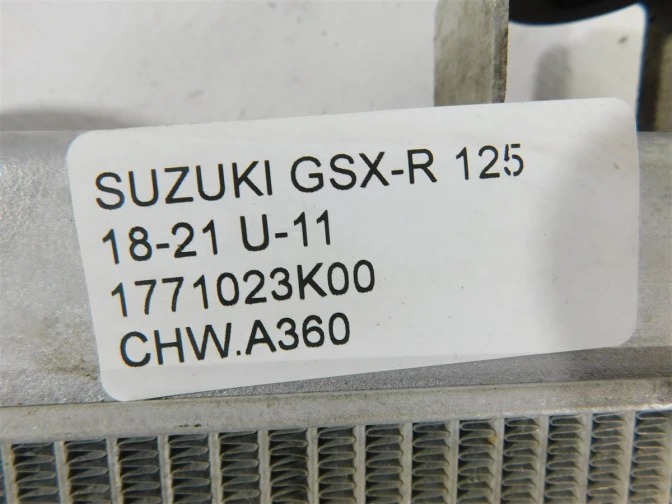 SUZUKI GSX-R 125
18-21 U-11
1771023K00
CHW.A360